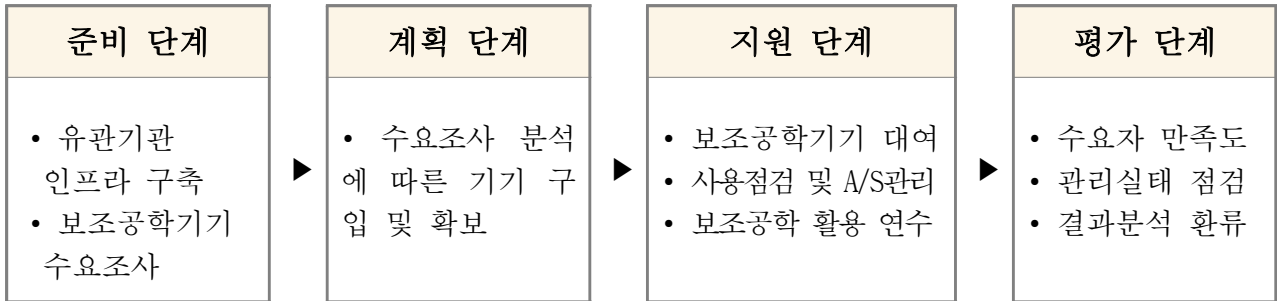 준비 단계
• 유관기관
인프라 구축
• 보조공학기기
수요조사
▶
계획 단계
• 수요조사 분석
에 따른 기기 구
입 및 확보
▶
지원 단계
• 보조공학기기 대여
• 사용점검 및 A/S관리
• 보조공학 활용 연수
▶
평가 단계
• 수요자 만족도
• 관리실태 점검
• 결과분석 환류